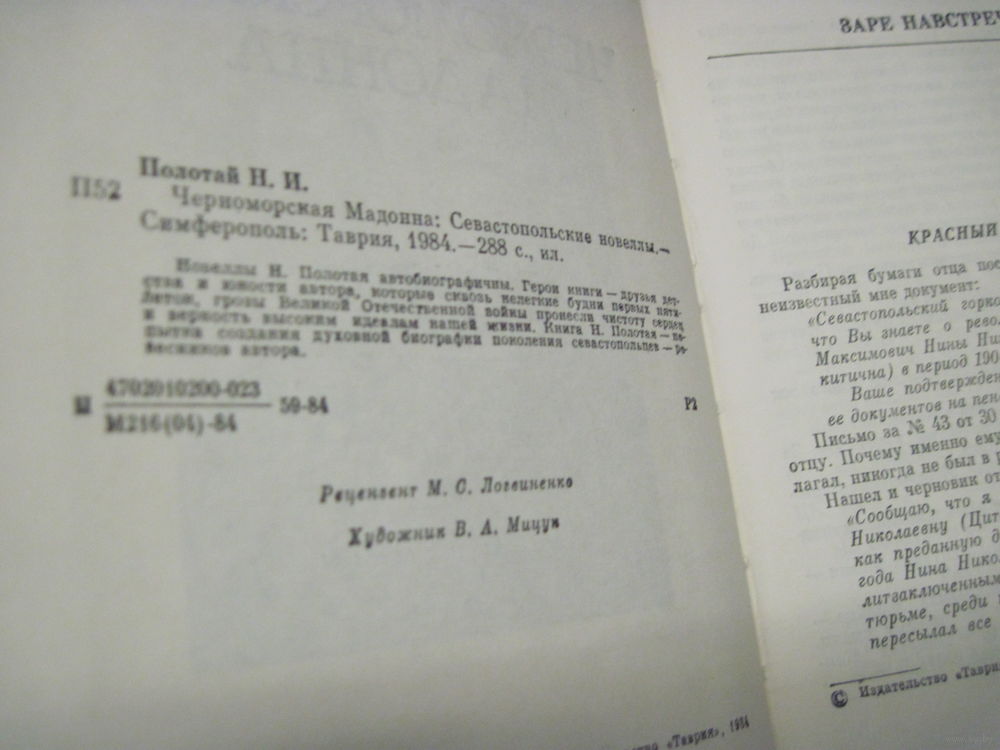 Полотай Н. И.
П52 Черноморская Мадонна: Севастопольские новеллы.—
Симферополь: Таврия, 1984.—288 с., ил.
Новеллы Н. Полотая автобиографичны. Герои книги — друзья дет-
ства и юности автора, которые сквозь нелегкие будни первых пяти-
леток, грозы Великой Отечественной войны пронесли чистоту сердец
и верность высоким идеалам нашей жизни. Книга Н. Полотая — по-
пытка создания духовной биографии поколения севастопольцев — ро-
весников автора.
4702010200-023
М216(04)-84
59-84
Р2
Рецензент М. С. Логвиненко
Художник В. А. Мицук
«Таврия», 1984
ЗАРЕ НАВСТРЕЧ
КРАСНЫЙ
Разбирая бумаги отца пос
неизвестный мне документ:
«Севастопольский горко
что Вы знаете о рево
Максимович Нины Ни
китична) в период 190
Ваше подтвержден
ее документов на пен
Письмо за № 43 от 30
отцу. Почему именно ему
лагал, никогда не был в р
Нашел и черновик от
«Сообщаю, что я
Николаевну (Цит
как преданную д
года Нина Нико
литзаключенным
тюрьме, среди
пересылал все
© Издательство «Таври